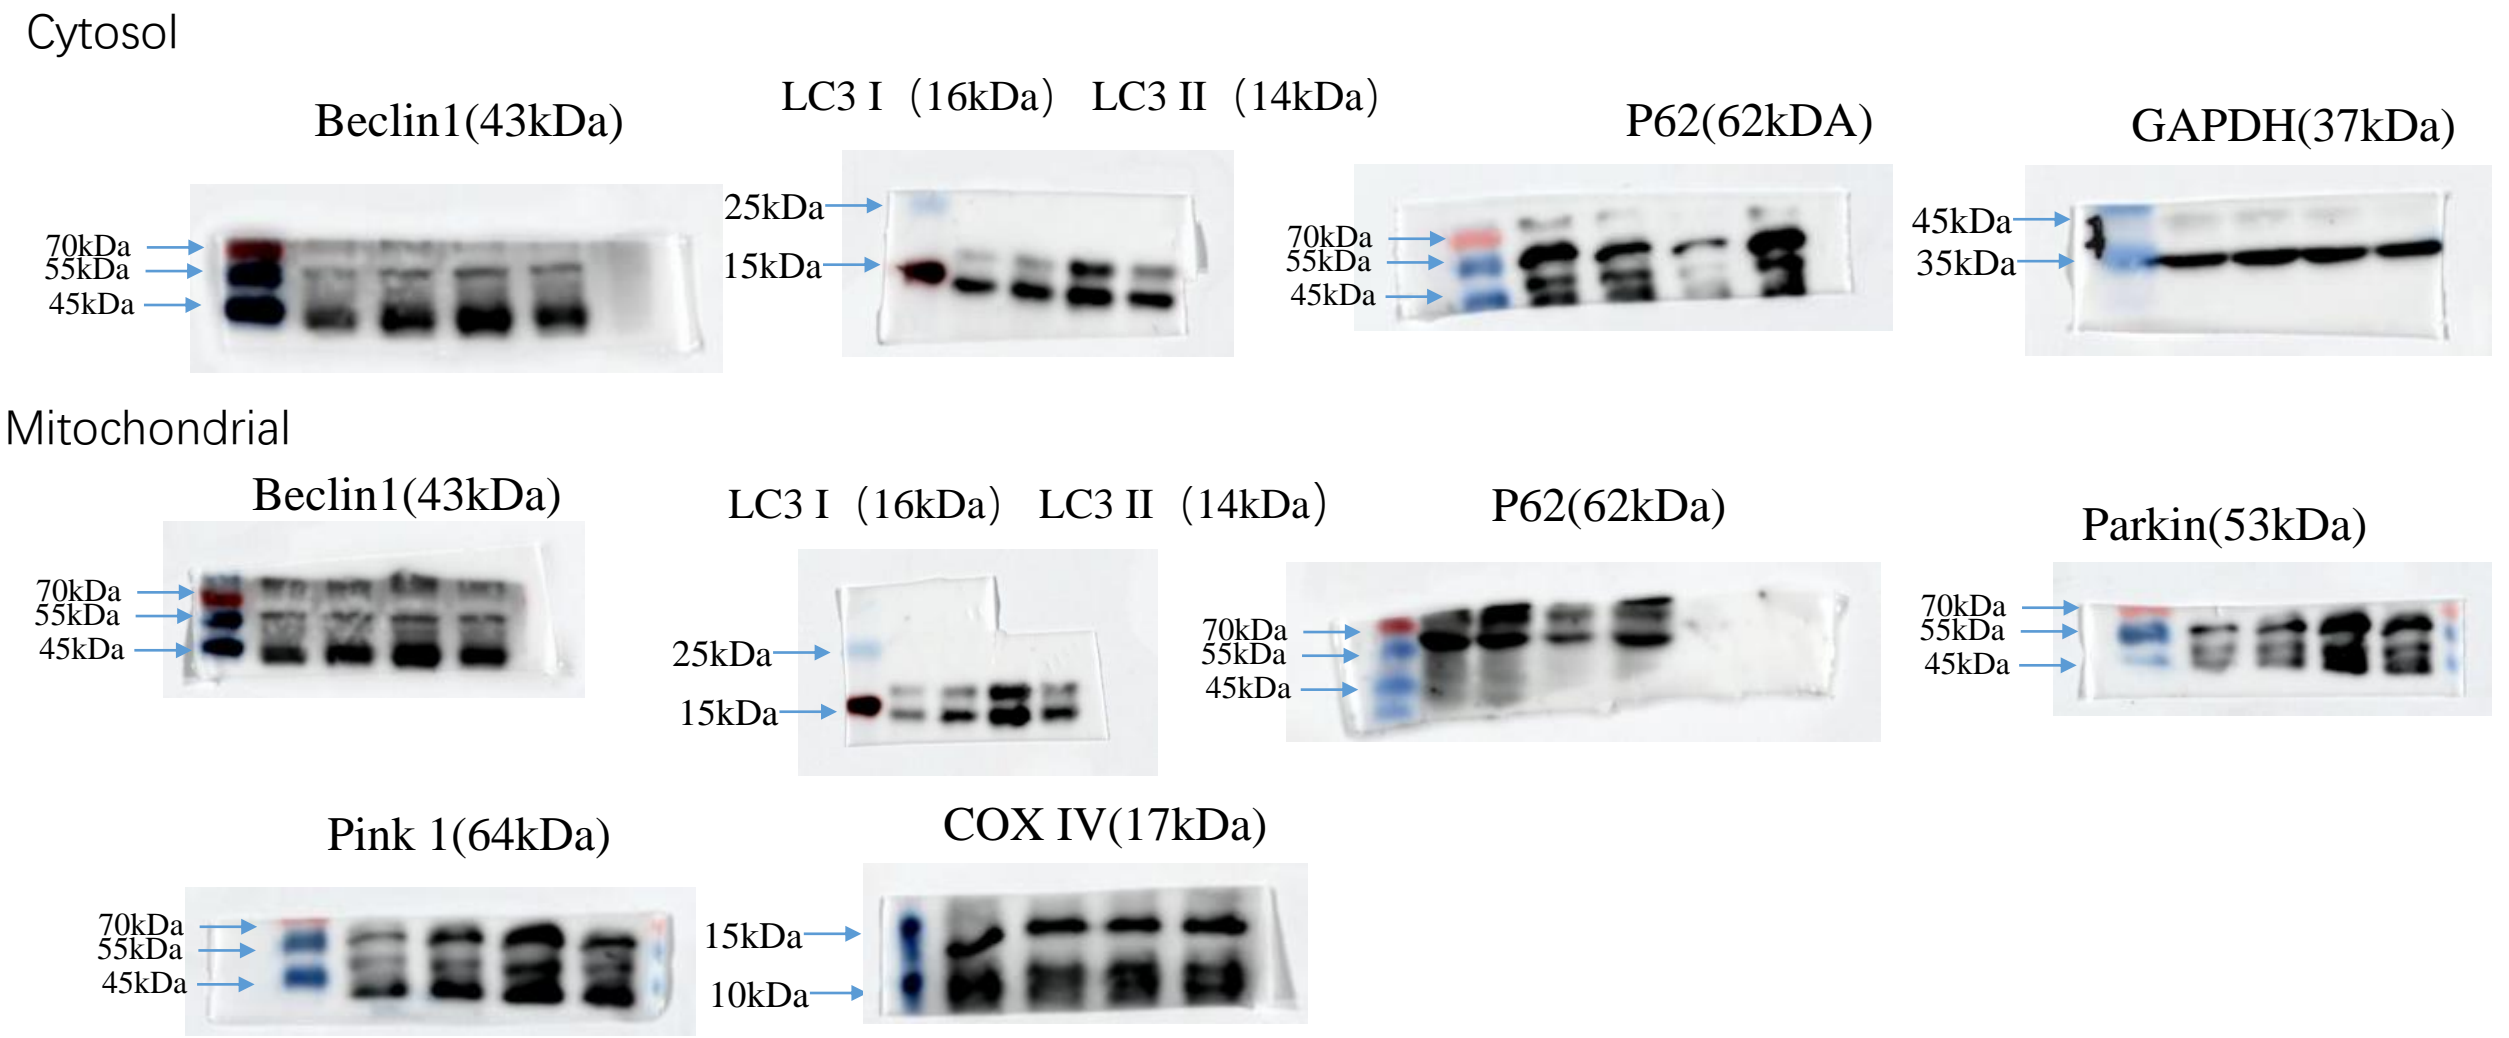 Cytosol
Beclin1(43kDa)
70kDa
55kDa
45kDa
LC3 I（16kDa） LC3 II（14kDa）
25kDa
15kDa
P62(62kDA)
70kDa
55kDa
45kDa
GAPDH(37kDa)
45kDa
35kDa
Mitochondrial
Beclin1(43kDa)
70kDa
55kDa
45kDa
LC3 I（16kDa） LC3 II（14kDa）
25kDa
15kDa
P62(62kDa)
70kDa
55kDa
45kDa
Parkin(53kDa)
70kDa
55kDa
45kDa
Pink 1(64kDa)
70kDa
55kDa
45kDa
COX IV(17kDa)
15kDa
10kDa